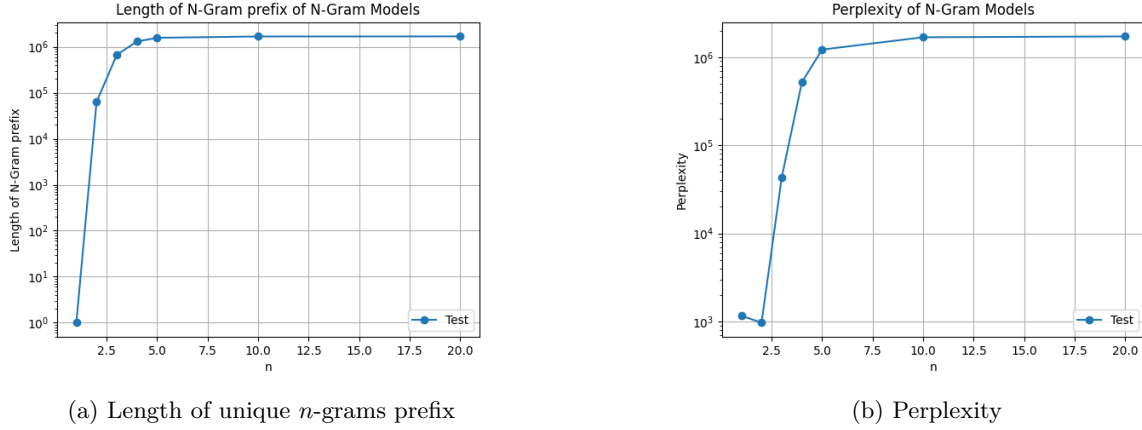 Length of N-Gram prefix of N-Gram Models
Length of N-Gram prefix
10^6
10^5
10^4
10^3
10^2
10^1
10^0
2.5 5.0 7.5 10.0 12.5 15.0 17.5 20.0
n
Test
(a) Length of unique n-grams prefix
Perplexity of N-Gram Models
Perplexity
10^6
10^5
10^4
10^3
2.5 5.0 7.5 10.0 12.5 15.0 17.5 20.0
n
Test
(b) Perplexity